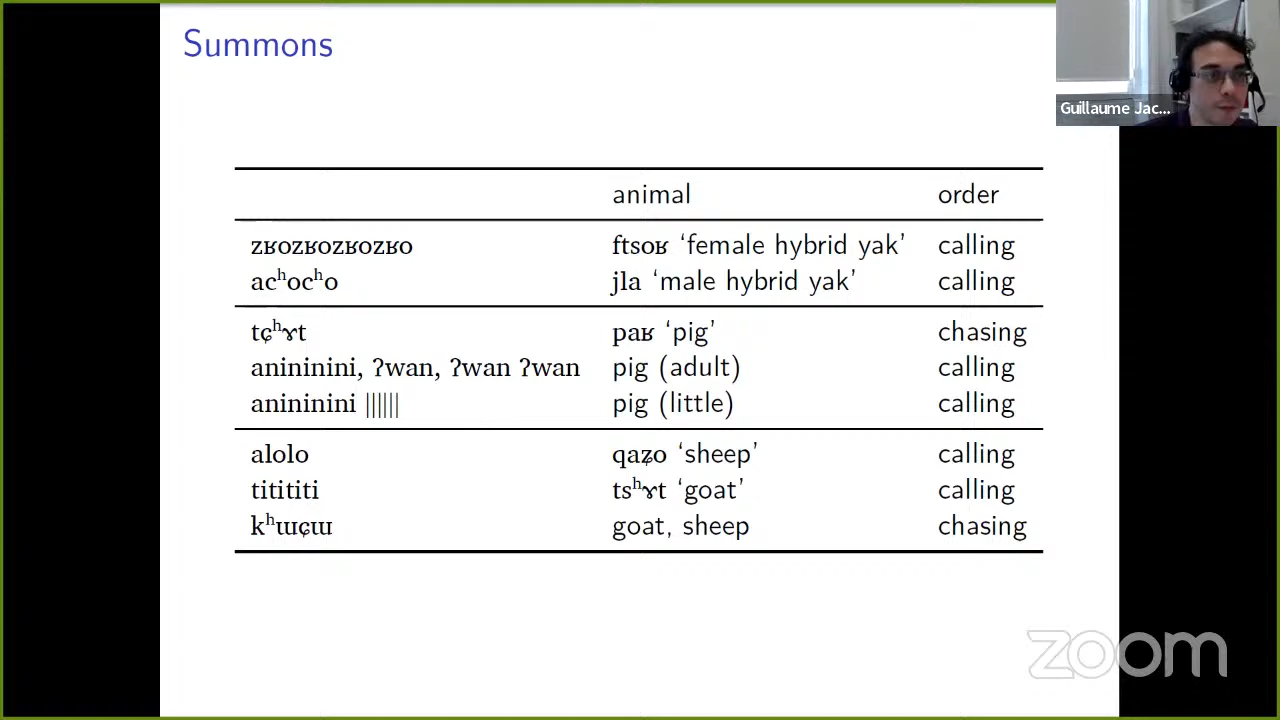 Summons
Guillaume Jac...
animal order
zʁozʁozʁozʁo ftsoʁ ‘female hybrid yak’ calling
acʰocʰo jla ‘male hybrid yak’ calling
tɕʰɤt paʁ ‘pig’ chasing
anininini, ʔwan, ʔwan ʔwan pig (adult) calling
anininini ||||||| pig (little) calling
alolo qaʑo ‘sheep’ calling
titititi tsʰɤt ‘goat’ calling
kʰɯɕɯ goat, sheep chasing
zoom